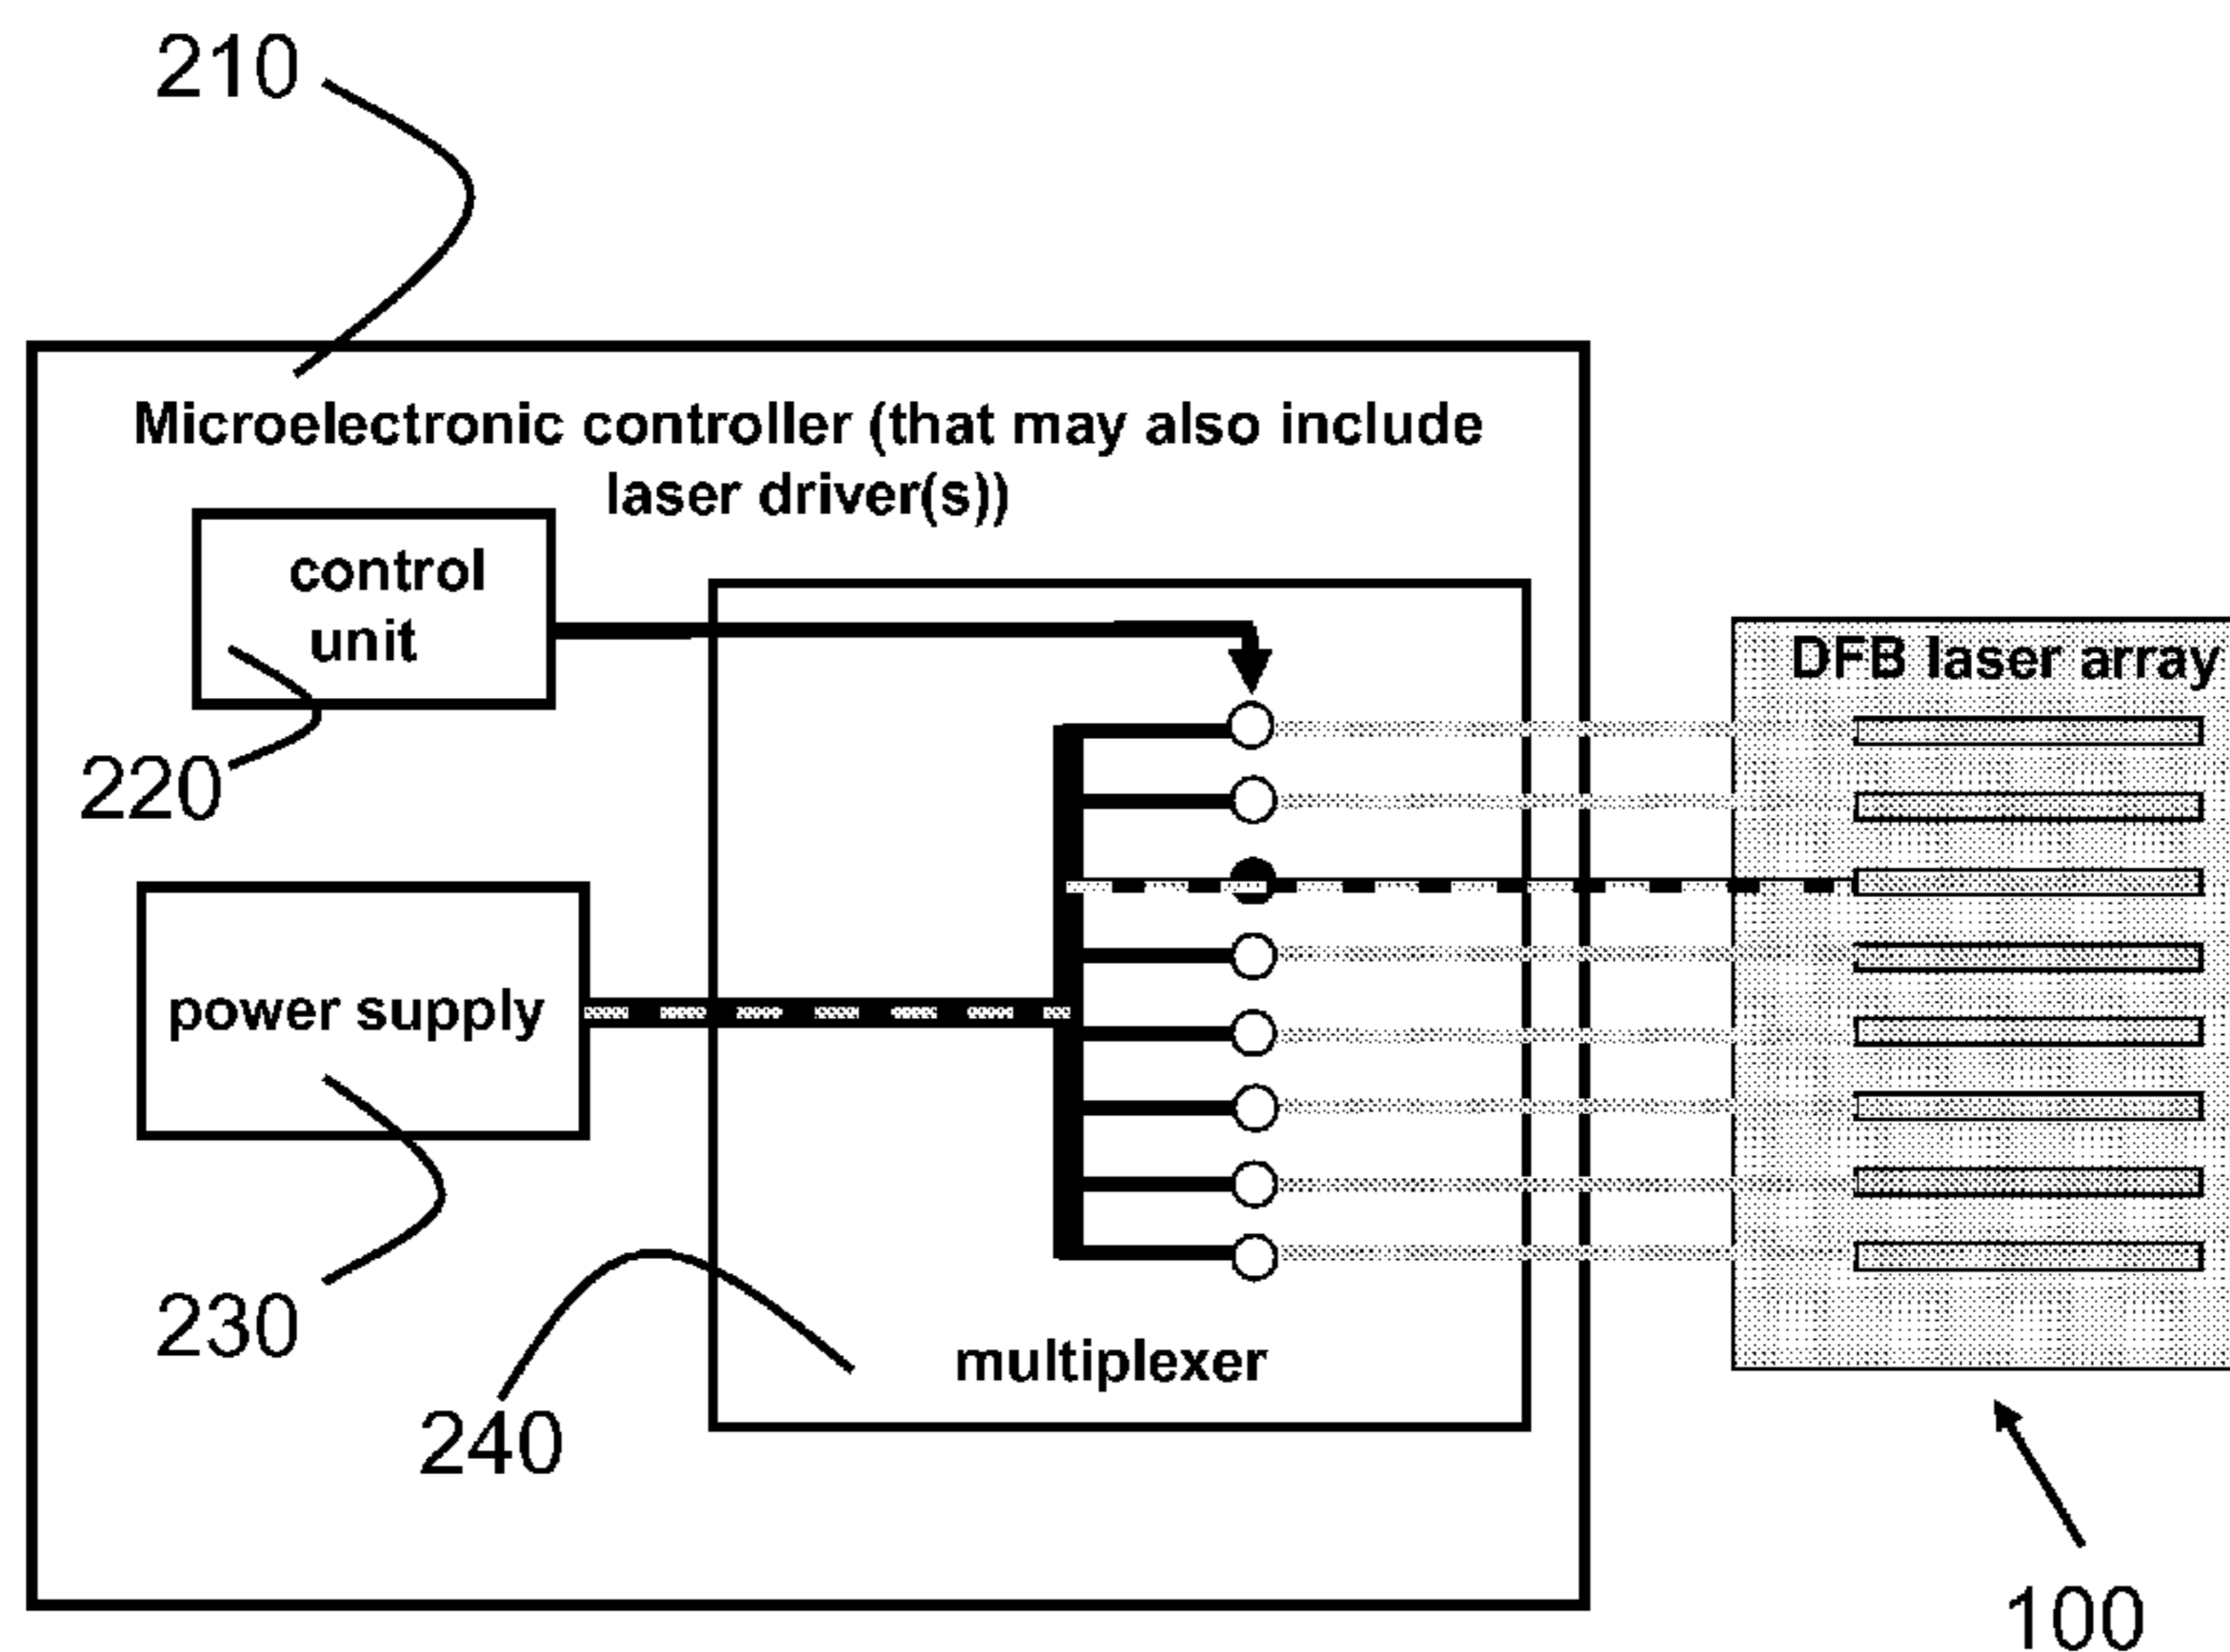 210
Microelectronic controller (that may also include
laser driver(s))
control
unit
220
DFB laser array
power supply
230
240
multiplexer
100